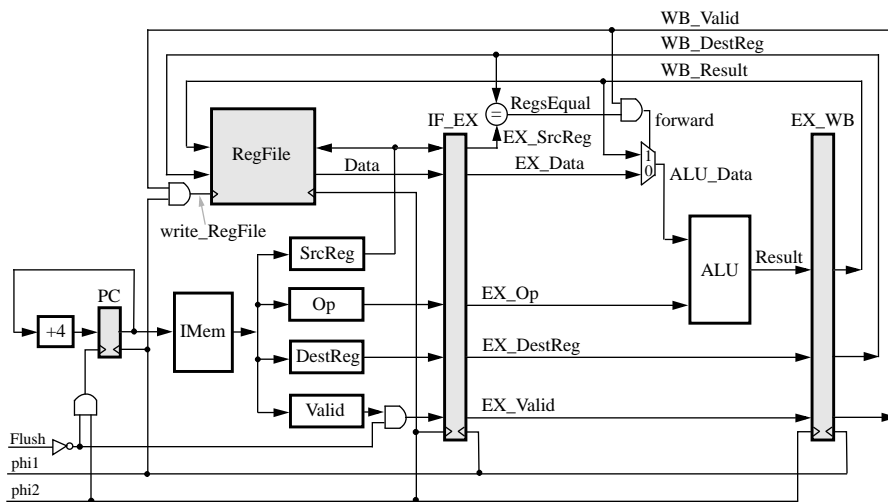 WB_Valid
WB_DestReg
WB_Result
RegsEqual
IF_EX
=
forward
EX_WB
EX_SrcReg
RegFile
Data
EX_Data
1
0
ALU_Data
write_RegFile
SrcReg
Result
ALU
PC
Op
EX_Op
+4
IMem
DestReg
EX_DestReg
Valid
EX_Valid
Flush
phi1
phi2